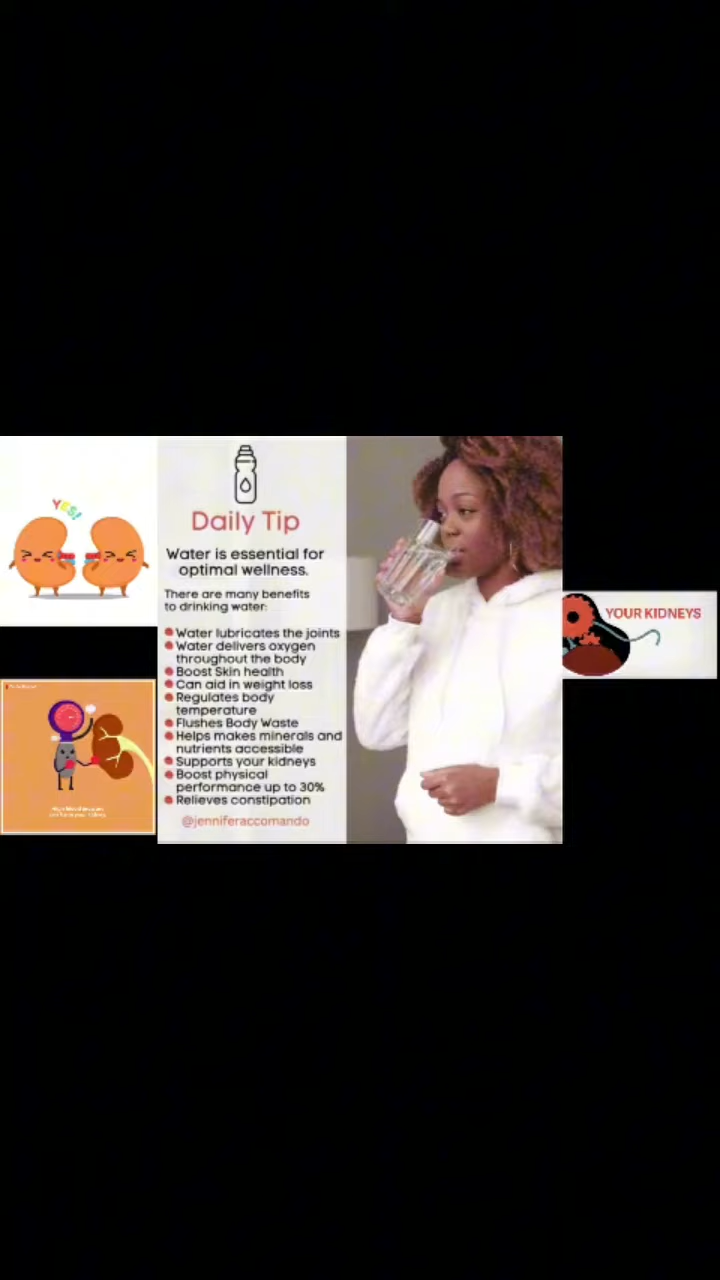 YES!
Daily Tip
Water is essential for
optimal wellness.
There are many benefits
to drinking water:
Water lubricates the joints
Water delivers oxygen
throughout the body
Boost Skin health
Can aid in weight loss
Regulates body
temperature
Flushes Body Waste
Helps makes minerals and
nutrients accessible
Supports your kidneys
Boost physical
performance up to 30%
Relieves constipation
@jenniferaccomando
YOUR KIDNEYS